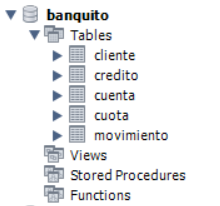 banquito
Tables
cliente
credito
cuenta
cuota
movimiento
Views
Stored Procedures
Functions